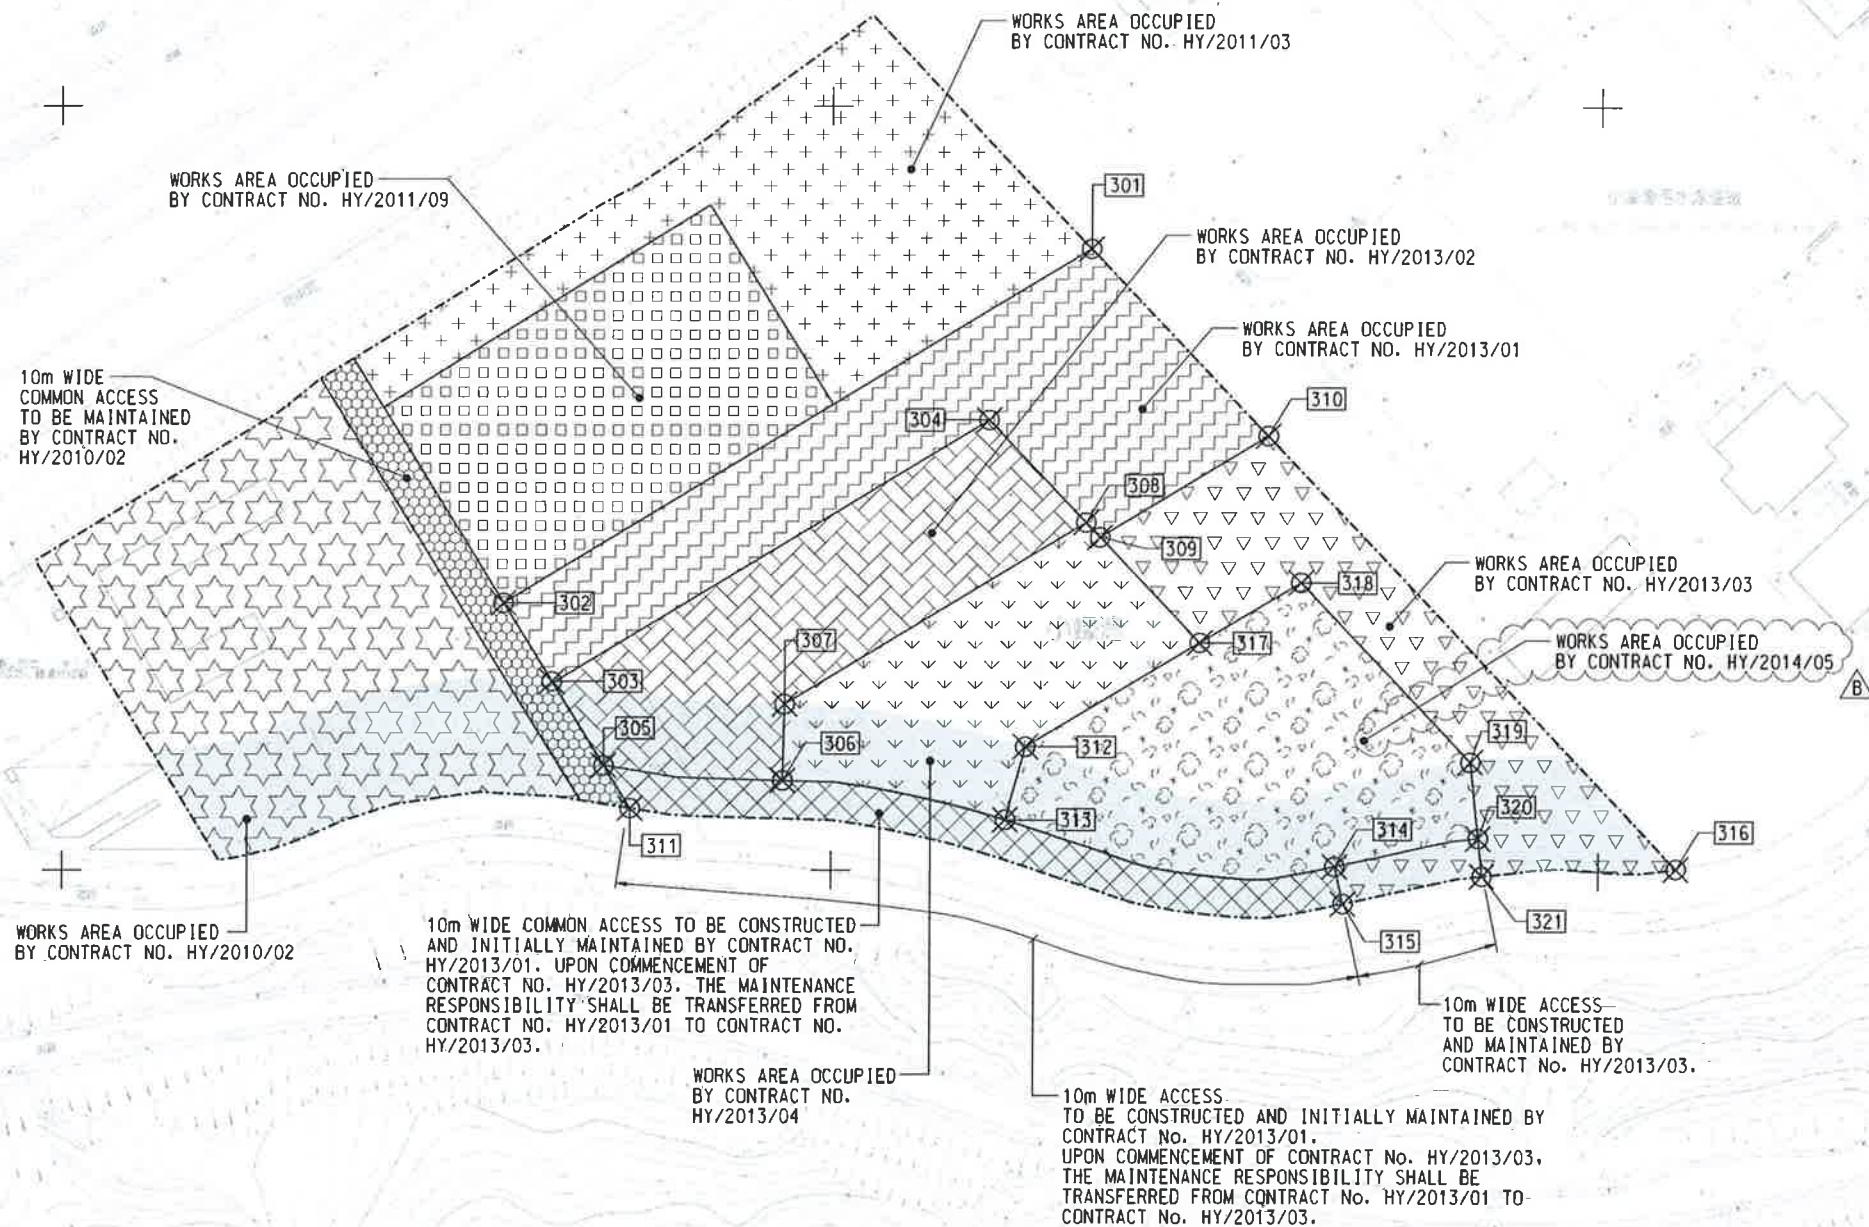 WORKS AREA OCCUPIED
BY CONTRACT NO. HY/2011/03
WORKS AREA OCCUPIED
BY CONTRACT NO. HY/2011/09
301
WORKS AREA OCCUPIED
BY CONTRACT NO. HY/2013/02
WORKS AREA OCCUPIED
BY CONTRACT NO. HY/2013/01
10m WIDE
COMMON ACCESS
TO BE MAINTAINED
BY CONTRACT NO.
HY/2010/02
304
310
308
309
WORKS AREA OCCUPIED
BY CONTRACT NO. HY/2013/03
318
302
307
317
WORKS AREA OCCUPIED
BY CONTRACT NO. HY/2014/05
B
303
305
306
312
319
320
313
314
311
316
321
315
WORKS AREA OCCUPIED
BY CONTRACT NO. HY/2010/02
10m WIDE COMMON ACCESS TO BE CONSTRUCTED
AND INITIALLY MAINTAINED BY CONTRACT NO.
HY/2013/01. UPON COMMENCEMENT OF
CONTRACT NO. HY/2013/03. THE MAINTENANCE
RESPONSIBILITY SHALL BE TRANSFERRED FROM
CONTRACT NO. HY/2013/01 TO CONTRACT NO.
HY/2013/03.
10m WIDE ACCESS
TO BE CONSTRUCTED
AND MAINTAINED BY
CONTRACT No. HY/2013/03.
WORKS AREA OCCUPIED
BY CONTRACT NO.
HY/2013/04
10m WIDE ACCESS
TO BE CONSTRUCTED AND INITIALLY MAINTAINED BY
CONTRACT No. HY/2013/01.
UPON COMMENCEMENT OF CONTRACT No. HY/2013/03,
THE MAINTENANCE RESPONSIBILITY SHALL BE
TRANSFERRED FROM CONTRACT No. HY/2013/01 TO
CONTRACT No. HY/2013/03.